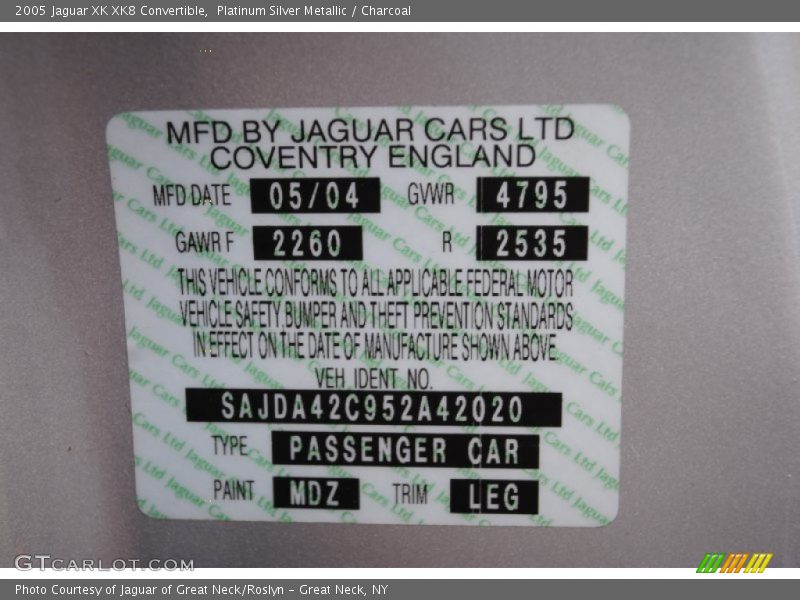 2005 Jaguar XK XK8 Convertible, Platinum Silver Metallic / Charcoal
MFD BY JAGUAR CARS LTD
COVENTRY ENGLAND
MFD DATE 05/04 GVWR 4795
GAWR F 2260 R 2535
THIS VEHICLE CONFORMS TO ALL APPLICABLE FEDERAL MOTOR
VEHICLE SAFETY BUMPER AND THEFT PREVENTION STANDARDS
IN EFFECT ON THE DATE OF MANUFACTURE SHOWN ABOVE.
VEH. IDENT. NO.
SAJDA42C952A42020
TYPE PASSENGER CAR
PAINT MDZ TRIM LEG
GTCARLOT.COM
Photo Courtesy of Jaguar of Great Neck/Roslyn - Great Neck, NY